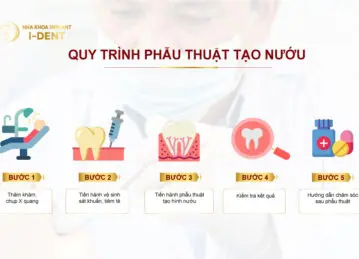 NHA KHOA IMPLANT
I-DENT
QUY TRÌNH PHẪU THUẬT TẠO NƯỚU
BƯỚC 1
BƯỚC 2
BƯỚC 3
BƯỚC 4
BƯỚC 5
Thăm khám,
chụp X quang
Tiến hành vệ sinh
sát khuẩn, tiêm tê
Tiến hành phẫu thuật
tạo hình nướu
Kiểm tra kết quả
Hướng dẫn chăm sóc
sau phẫu thuật